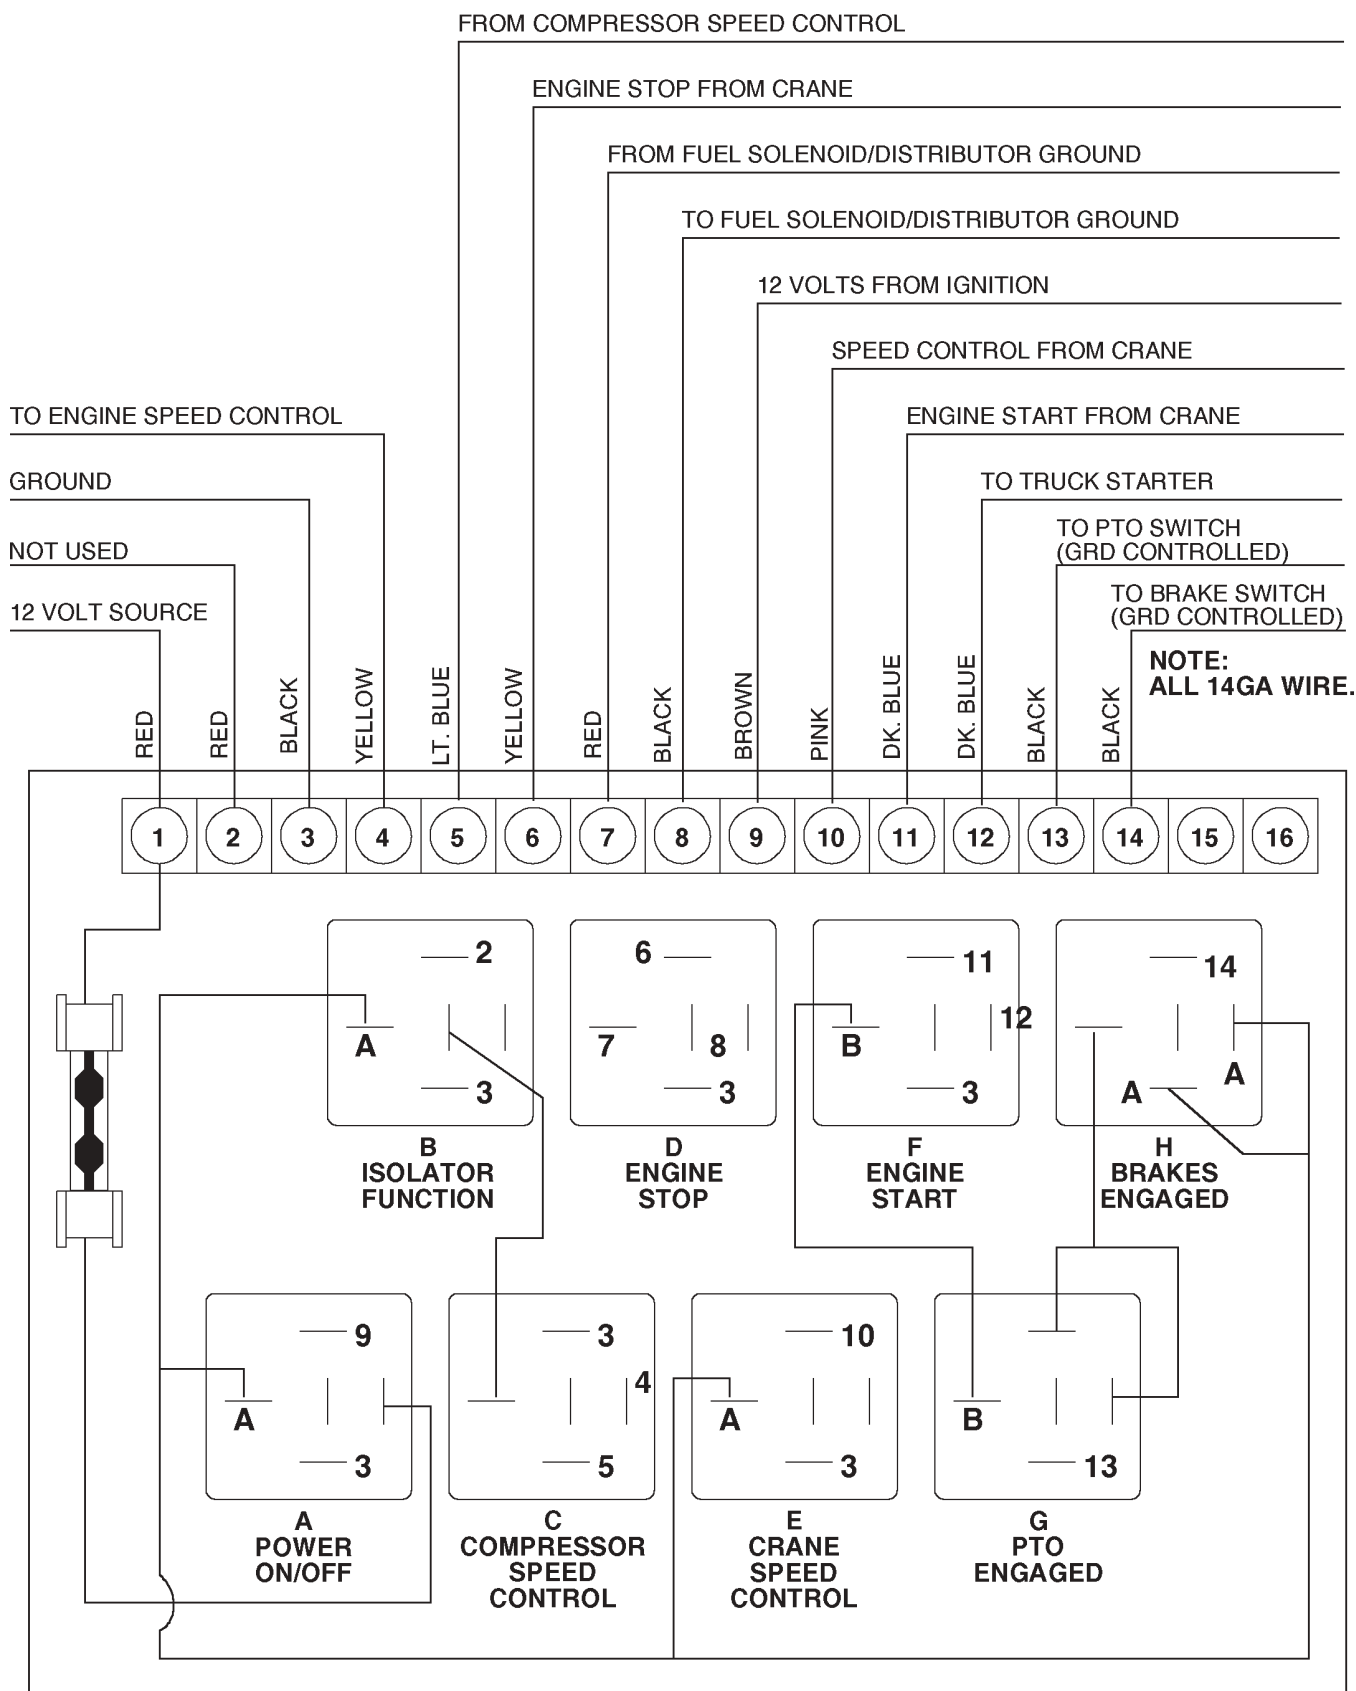 FROM COMPRESSOR SPEED CONTROL
ENGINE STOP FROM CRANE
FROM FUEL SOLENOID/DISTRIBUTOR GROUND
TO FUEL SOLENOID/DISTRIBUTOR GROUND
12 VOLTS FROM IGNITION
SPEED CONTROL FROM CRANE
TO ENGINE SPEED CONTROL
ENGINE START FROM CRANE
GROUND
TO TRUCK STARTER
NOT USED
TO PTO SWITCH
(GRD CONTROLLED)
12 VOLT SOURCE
TO BRAKE SWITCH
(GRD CONTROLLED)
NOTE:
ALL 14GA WIRE.
RED
RED
BLACK
YELLOW
LT. BLUE
YELLOW
RED
BLACK
BROWN
PINK
DK. BLUE
DK. BLUE
BLACK
BLACK
1 2 3 4 5 6 7 8 9 10 11 12 13 14 15 16
2
A
3
B
ISOLATOR
FUNCTION
6
7
8
3
D
ENGINE
STOP
11
12
B
3
F
ENGINE
START
14
A
A
H
BRAKES
ENGAGED
9
A
3
A
POWER
ON/OFF
3
4
5
C
COMPRESSOR
SPEED
CONTROL
10
A
3
E
CRANE
SPEED
CONTROL
B
13
G
PTO
ENGAGED